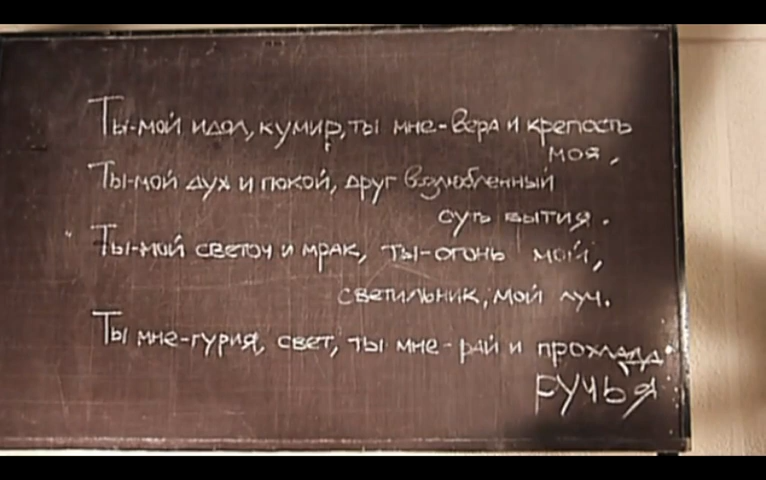 Ты-мой идол, кумир, ты мне-вера и крепость
моя,
Ты-мой дух и покой, друг возлюбленный
суть бытия.
Ты-мой светоч и мрак, ты-огонь мой,
светильник, мой луч.
Ты мне-гурия, свет, ты мне-рай и прохлада
ручья